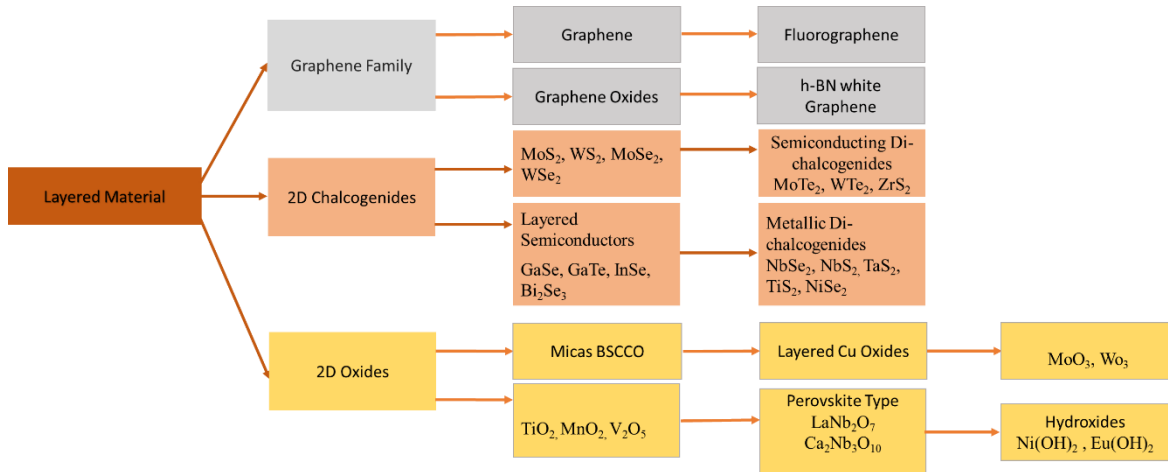 Graphene
Fluorographene
Graphene Family
Graphene Oxides
h-BN white
Graphene
Layered Material
2D Chalcogenides
MoS₂, WS₂, MoSe₂,
WSe₂
Semiconducting Di-
chalcogenides
MoTe₂, WTe₂, ZrS₂
Layered
Semiconductors
GaSe, GaTe, InSe,
Bi₂Se₃
Metallic Di-
chalcogenides
NbSe₂, NbS₂, TaS₂,
TiS₂, NiSe₂
2D Oxides
Micas BSCCO
Layered Cu Oxides
MoO₃, Wo₃
TiO₂, MnO₂, V₂O₅
Perovskite Type
LaNb₂O₇
Ca₂Nb₃O₁₀
Hydroxides
Ni(OH)₂ , Eu(OH)₂